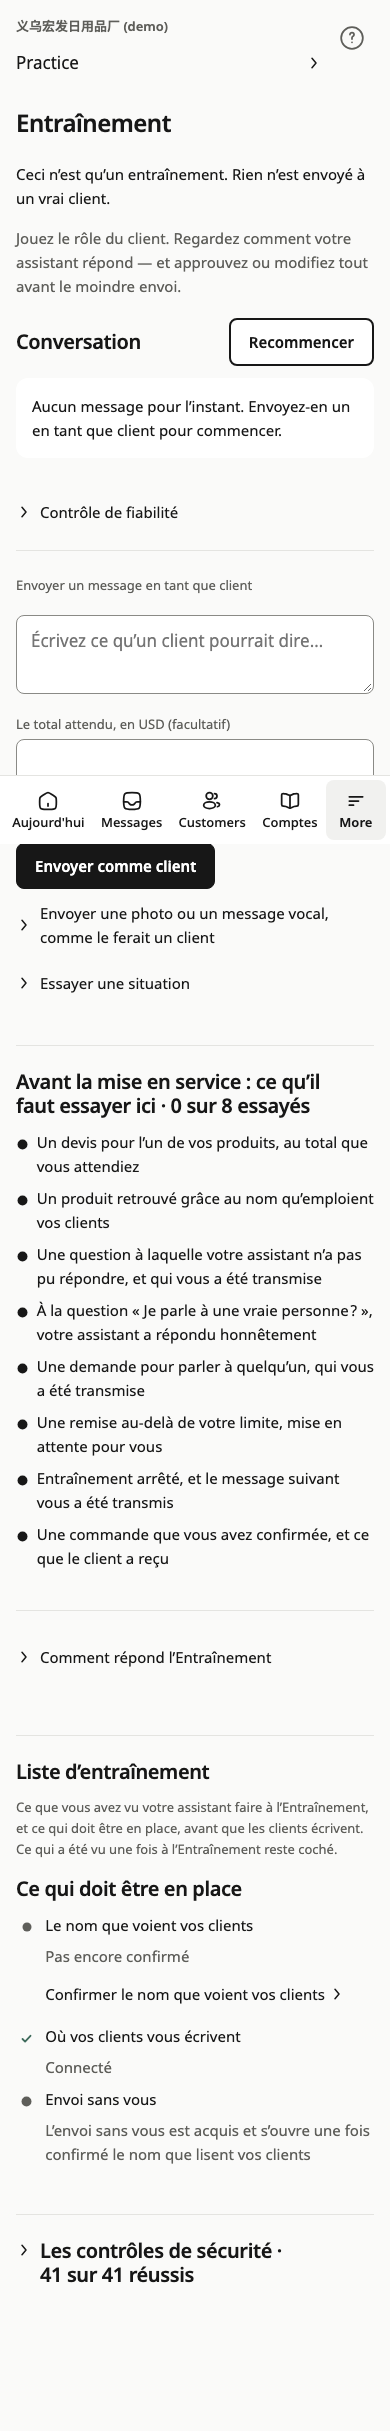 义乌宏发日用品厂 (demo)
Practice
Entraînement
Ceci n’est qu’un entraînement. Rien n’est envoyé à
un vrai client.
Jouez le rôle du client. Regardez comment votre
assistant répond — et approuvez ou modifiez tout
avant le moindre envoi.
Conversation
Recommencer
Aucun message pour l’instant. Envoyez-en un
en tant que client pour commencer.
Contrôle de fiabilité
Envoyer un message en tant que client
Écrivez ce qu’un client pourrait dire…
Le total attendu, en USD (facultatif)
Aujourd'hui
Messages
Customers
Comptes
More
Envoyer comme client
Envoyer une photo ou un message vocal,
comme le ferait un client
Essayer une situation
Avant la mise en service : ce qu’il
faut essayer ici · 0 sur 8 essayés
Un devis pour l’un de vos produits, au total que
vous attendiez
Un produit retrouvé grâce au nom qu’emploient
vos clients
Une question à laquelle votre assistant n’a pas
pu répondre, et qui vous a été transmise
À la question « Je parle à une vraie personne ? »,
votre assistant a répondu honnêtement
Une demande pour parler à quelqu’un, qui vous
a été transmise
Une remise au-delà de votre limite, mise en
attente pour vous
Entraînement arrêté, et le message suivant
vous a été transmis
Une commande que vous avez confirmée, et ce
que le client a reçu
Comment répond l’Entraînement
Liste d’entraînement
Ce que vous avez vu votre assistant faire à l’Entraînement,
et ce qui doit être en place, avant que les clients écrivent.
Ce qui a été vu une fois à l’Entraînement reste coché.
Ce qui doit être en place
Le nom que voient vos clients
Pas encore confirmé
Confirmer le nom que voient vos clients
Où vos clients vous écrivent
Connecté
Envoi sans vous
L’envoi sans vous est acquis et s’ouvre une fois
confirmé le nom que lisent vos clients
Les contrôles de sécurité ·
41 sur 41 réussis